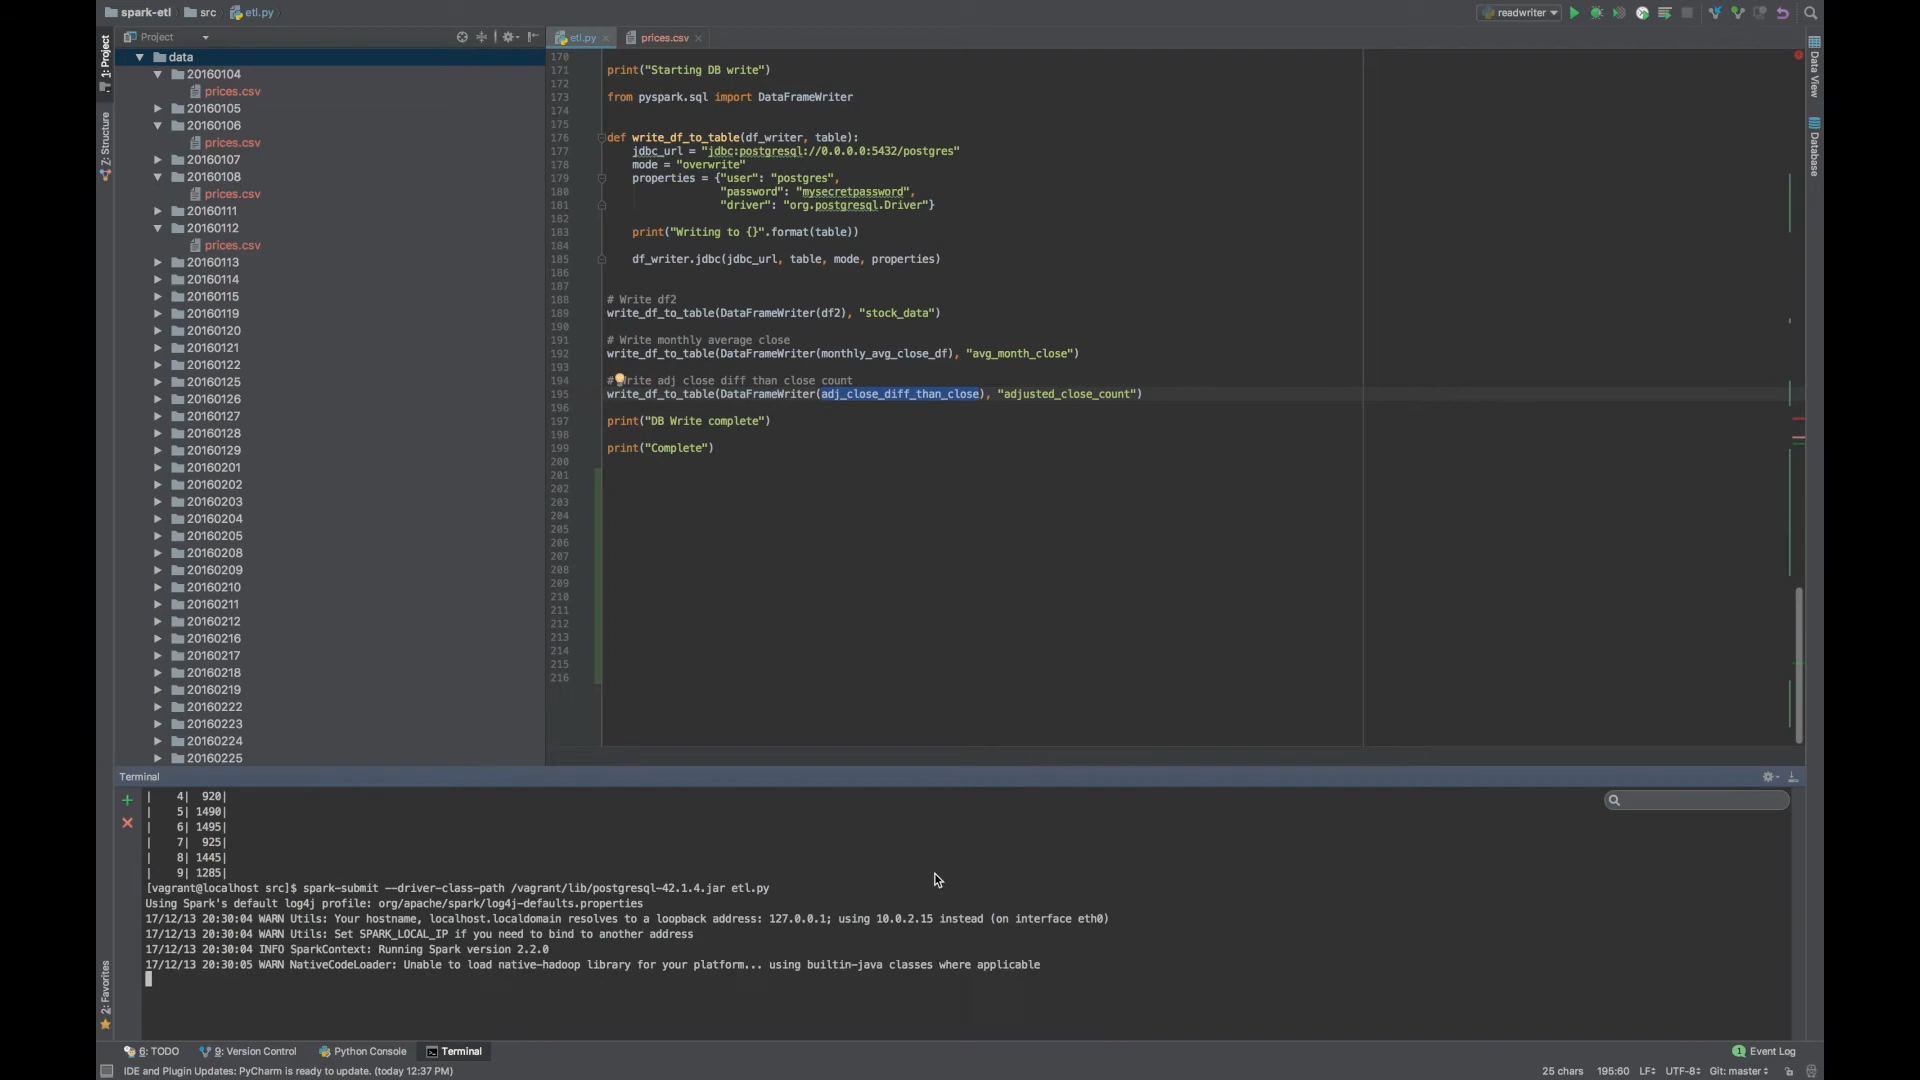 spark-etl src etl.py
readwriter
1: Project
7: Structure
2: Favorites
Data View
Database
Project
etl.py
prices.csv
data
20160104
prices.csv
20160105
20160106
prices.csv
20160107
20160108
prices.csv
20160111
20160112
prices.csv
20160113
20160114
20160115
20160119
20160120
20160121
20160122
20160125
20160126
20160127
20160128
20160129
20160201
20160202
20160203
20160204
20160205
20160208
20160209
20160210
20160211
20160212
20160216
20160217
20160218
20160219
20160222
20160223
20160224
20160225
170
171 print("Starting DB write")
172
173 from pyspark.sql import DataFrameWriter
174
175
176 def write_df_to_table(df_writer, table):
177 jdbc_url = "jdbc:postgresql://0.0.0.0:5432/postgres"
178 mode = "overwrite"
179 properties = {"user": "postgres",
180 "password": "mysecretpassword",
181 "driver": "org.postgresql.Driver"}
182
183 print("Writing to {}".format(table))
184
185 df_writer.jdbc(jdbc_url, table, mode, properties)
186
187
188 # Write df2
189 write_df_to_table(DataFrameWriter(df2), "stock_data")
190
191 # Write monthly average close
192 write_df_to_table(DataFrameWriter(monthly_avg_close_df), "avg_month_close")
193
194 # Write adj close diff than close count
195 write_df_to_table(DataFrameWriter(adj_close_diff_than_close), "adjusted_close_count")
196
197 print("DB Write complete")
198
199 print("Complete")
200
201
202
203
204
205
206
207
208
209
210
211
212
213
214
215
216
Terminal
| 4| 920|
| 5| 1490|
| 6| 1495|
| 7| 925|
| 8| 1445|
| 9| 1285|
[vagrant@localhost src]$ spark-submit --driver-class-path /vagrant/lib/postgresql-42.1.4.jar etl.py
Using Spark's default log4j profile: org/apache/spark/log4j-defaults.properties
17/12/13 20:30:04 WARN Utils: Your hostname, localhost.localdomain resolves to a loopback address: 127.0.0.1; using 10.0.2.15 instead (on interface eth0)
17/12/13 20:30:04 WARN Utils: Set SPARK_LOCAL_IP if you need to bind to another address
17/12/13 20:30:04 INFO SparkContext: Running Spark version 2.2.0
17/12/13 20:30:05 WARN NativeCodeLoader: Unable to load native-hadoop library for your platform... using builtin-java classes where applicable
6: TODO 9: Version Control Python Console Terminal 1 Event Log
IDE and Plugin Updates: PyCharm is ready to update. (today 12:37 PM) 25 chars 195:60 LF UTF-8 Git: master